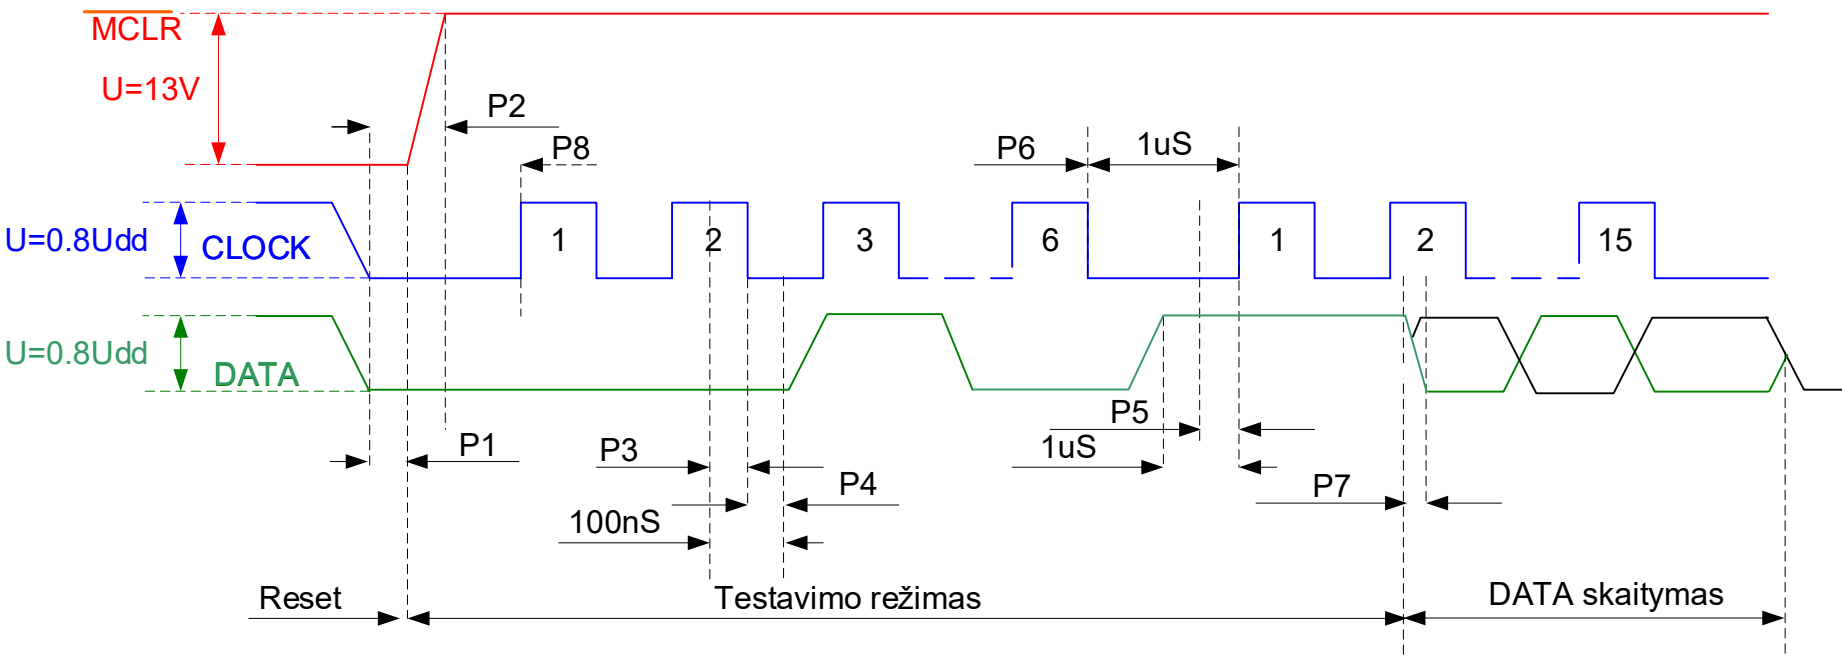 MCLR
U=13V
P2
P8
P6
1uS
U=0.8Udd
CLOCK
1
2
3
6
1
2
15
U=0.8Udd
DATA
P1
P3
P4
100nS
P5
1uS
P7
Reset
Testavimo režimas
DATA skaitymas